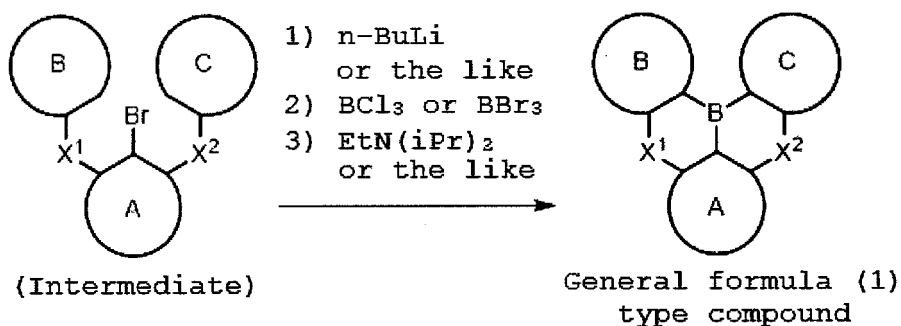 B
C
Br
X¹
X²
A
(Intermediate)
1) n-BuLi
or the like
2) BCl₃ or BBr₃
3) EtN(iPr)₂
or the like
B
C
B
X¹
X²
A
General formula (1)
type compound